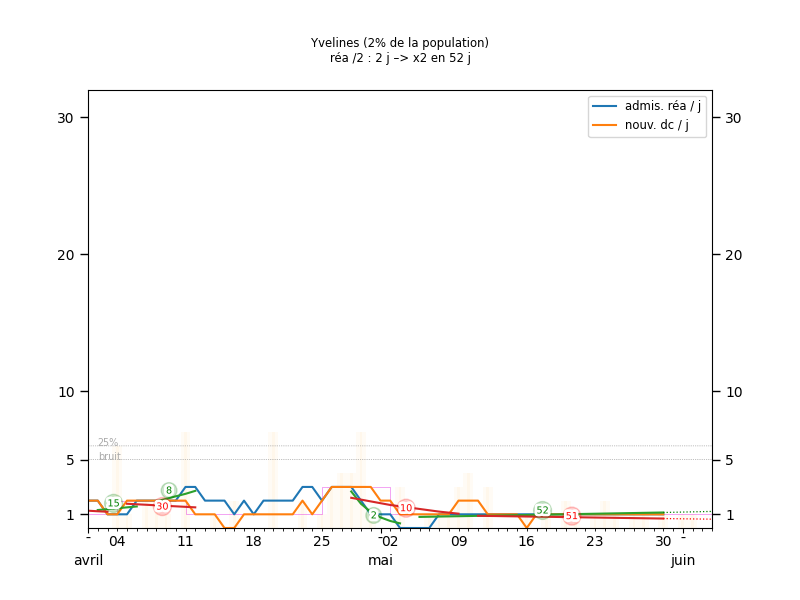 Yvelines (2% de la population)
réa /2 : 2 j –> x2 en 52 j
admis. réa / j
nouv. dc / j
30 30
20 20
10 10
25%
bruit
5 5
8
15
30
10
2
52
51
1 1
- 04 11 18 25 -02 09 16 23 30 -
avril mai juin